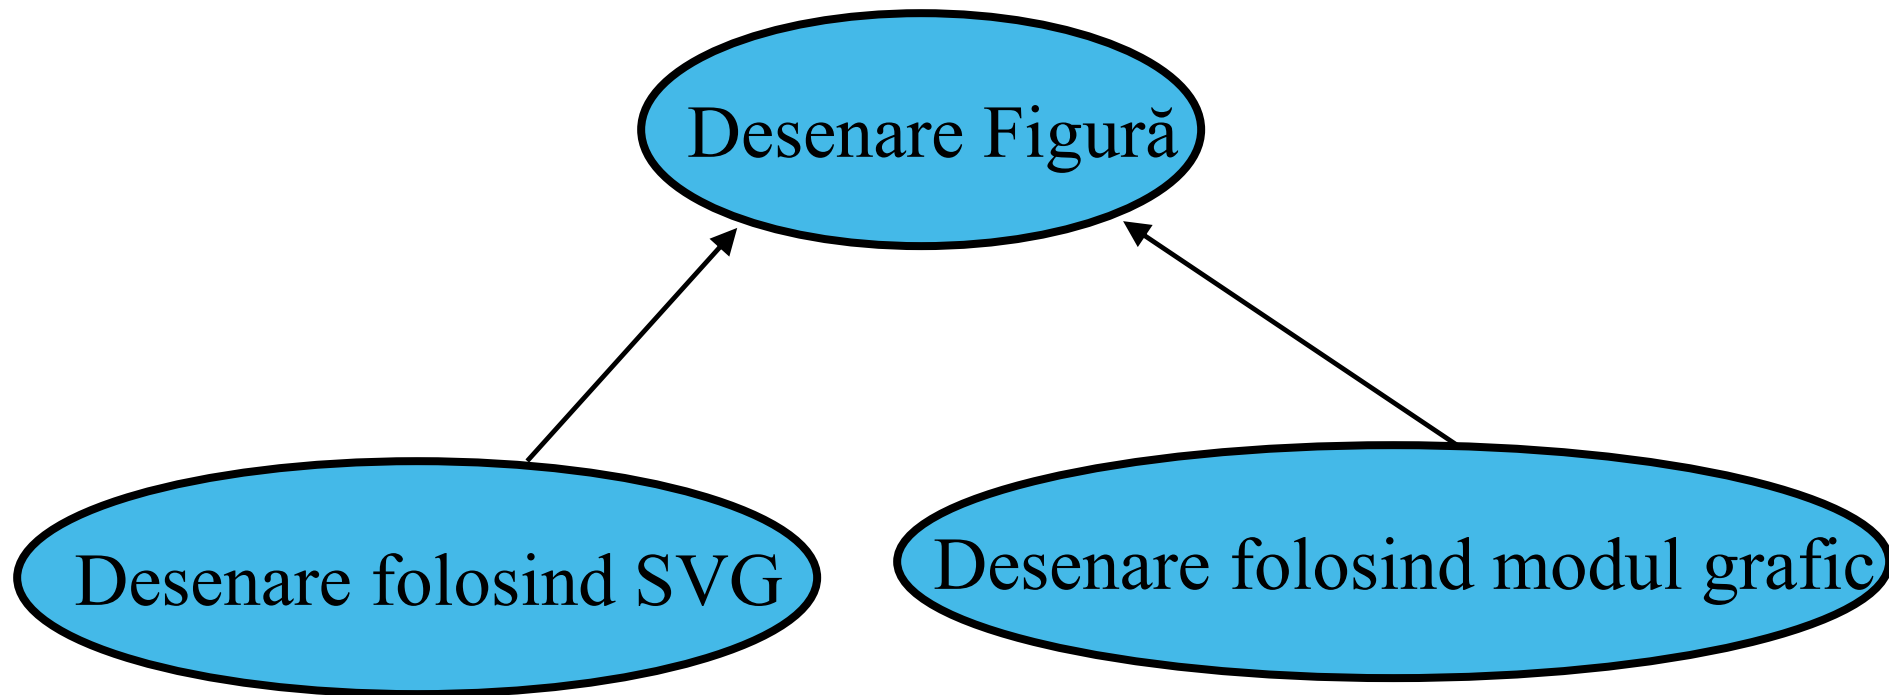 Desenare Figură
Desenare folosind SVG
Desenare folosind modul grafic